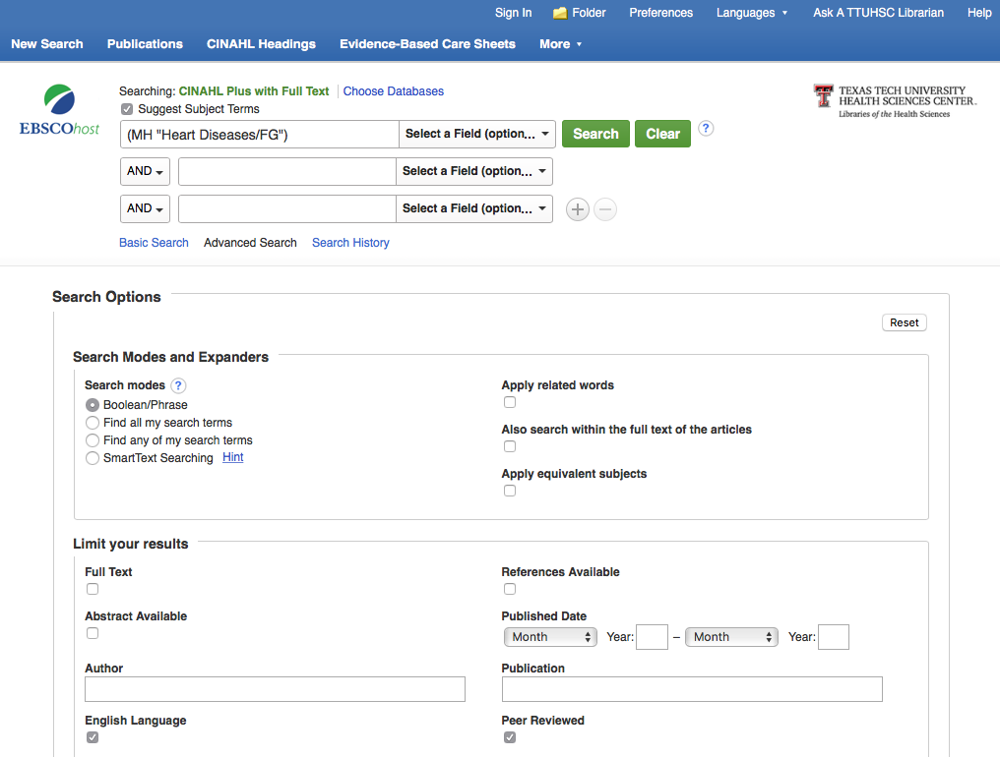 Sign In Folder Preferences Languages Ask A TTUHSC Librarian Help
New Search Publications CINAHL Headings Evidence-Based Care Sheets More
EBSCOhost
Searching: CINAHL Plus with Full Text Choose Databases
Suggest Subject Terms
(MH "Heart Diseases/FG") Select a Field (option... Search Clear ?
AND Select a Field (option...
AND Select a Field (option...
Basic Search Advanced Search Search History
TEXAS TECH UNIVERSITY
HEALTH SCIENCES CENTER.
Libraries of the Health Sciences
Search Options
Reset
Search Modes and Expanders
Search modes ?
Boolean/Phrase
Find all my search terms
Find any of my search terms
SmartText Searching Hint
Apply related words
Also search within the full text of the articles
Apply equivalent subjects
Limit your results
Full Text
References Available
Abstract Available
Published Date
Month Year: – Month Year:
Author
Publication
English Language
Peer Reviewed